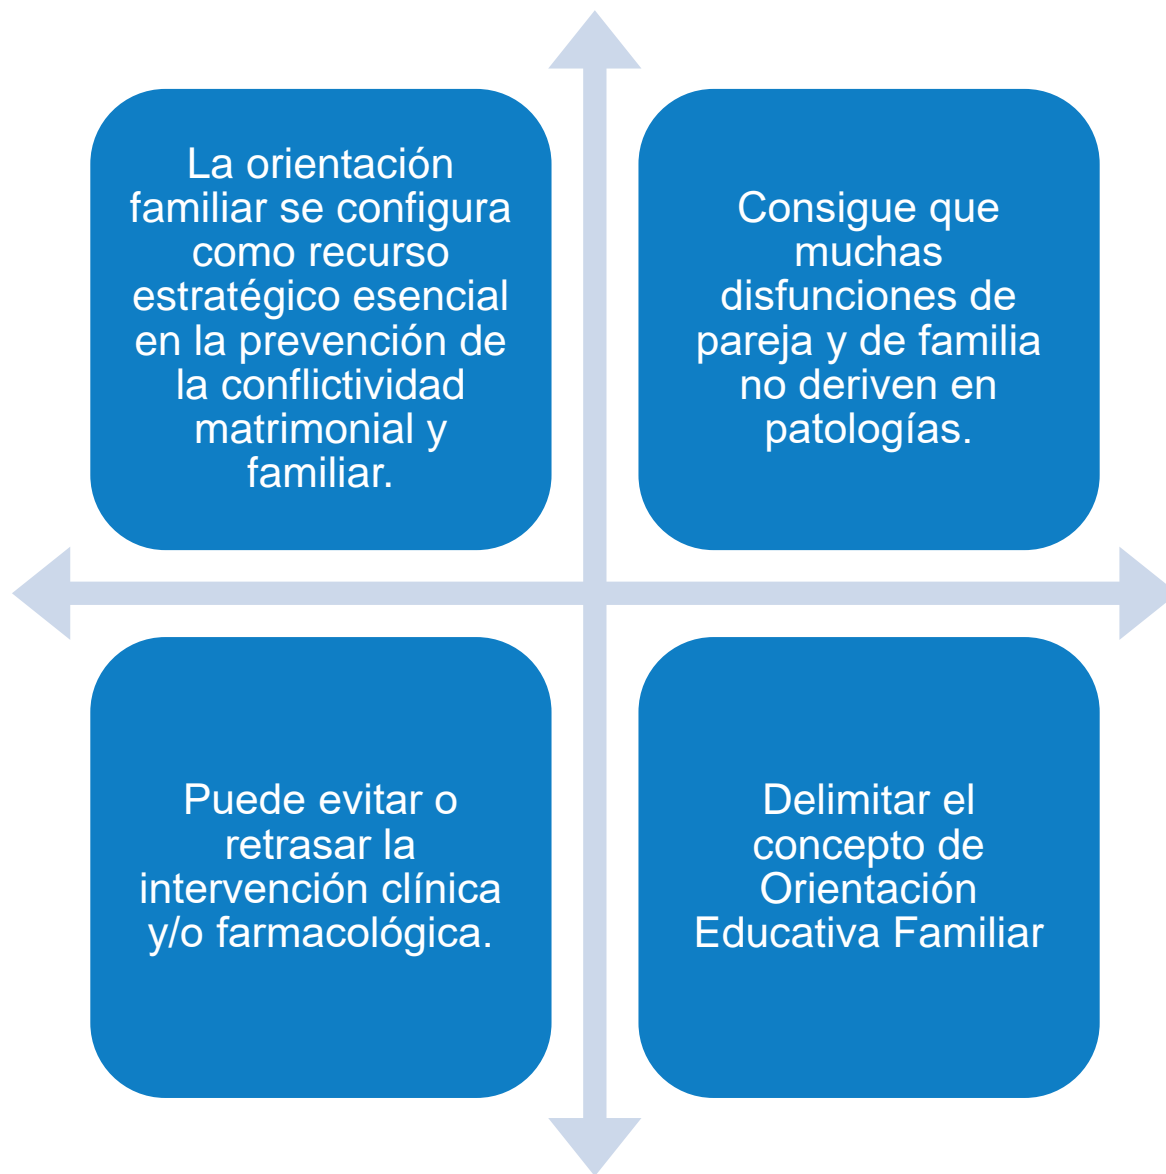 La orientación
familiar se configura
como recurso
estratégico esencial
en la prevención de
la conflictividad
matrimonial y
familiar.
Consigue que
muchas
disfunciones de
pareja y de familia
no deriven en
patologías.
Puede evitar o
retrasar la
intervención clínica
y/o farmacológica.
Delimitar el
concepto de
Orientación
Educativa Familiar